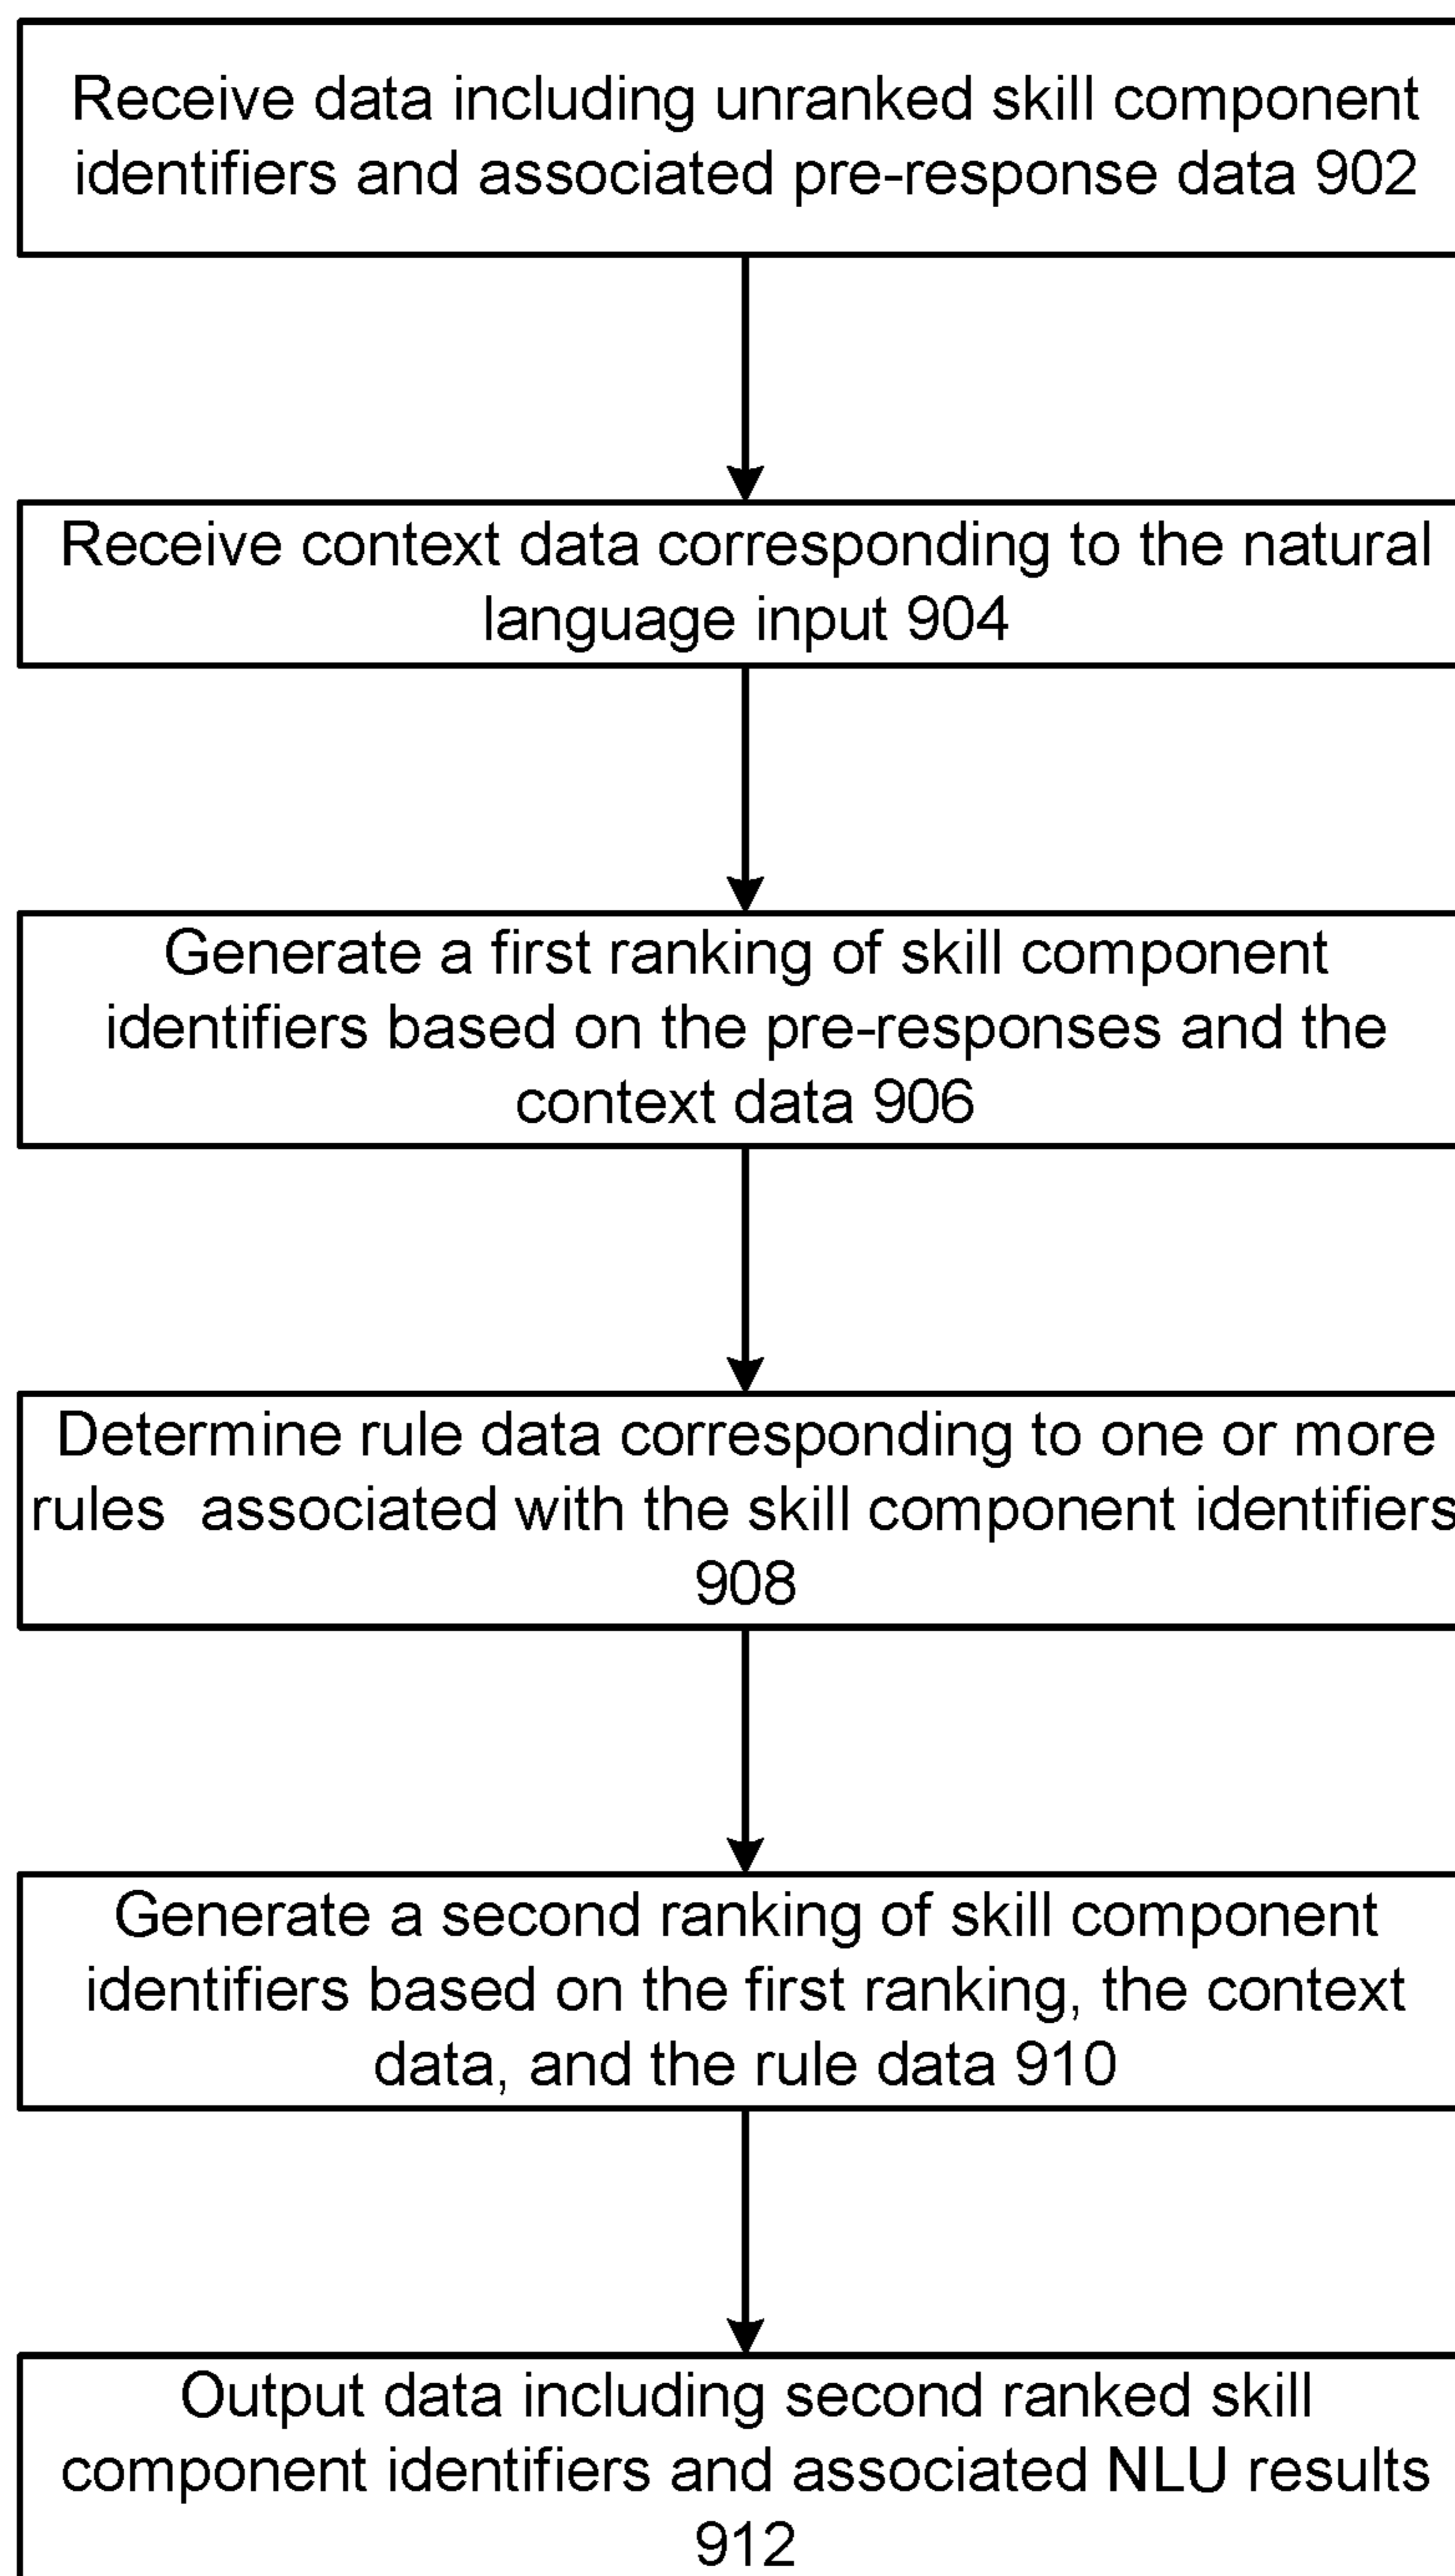 Receive data including unranked skill component
identifiers and associated pre-response data 902
Receive context data corresponding to the natural
language input 904
Generate a first ranking of skill component
identifiers based on the pre-responses and the
context data 906
Determine rule data corresponding to one or more
rules  associated with the skill component identifiers
908
Generate a second ranking of skill component
identifiers based on the first ranking, the context
data, and the rule data 910
Output data including second ranked skill
component identifiers and associated NLU results
912